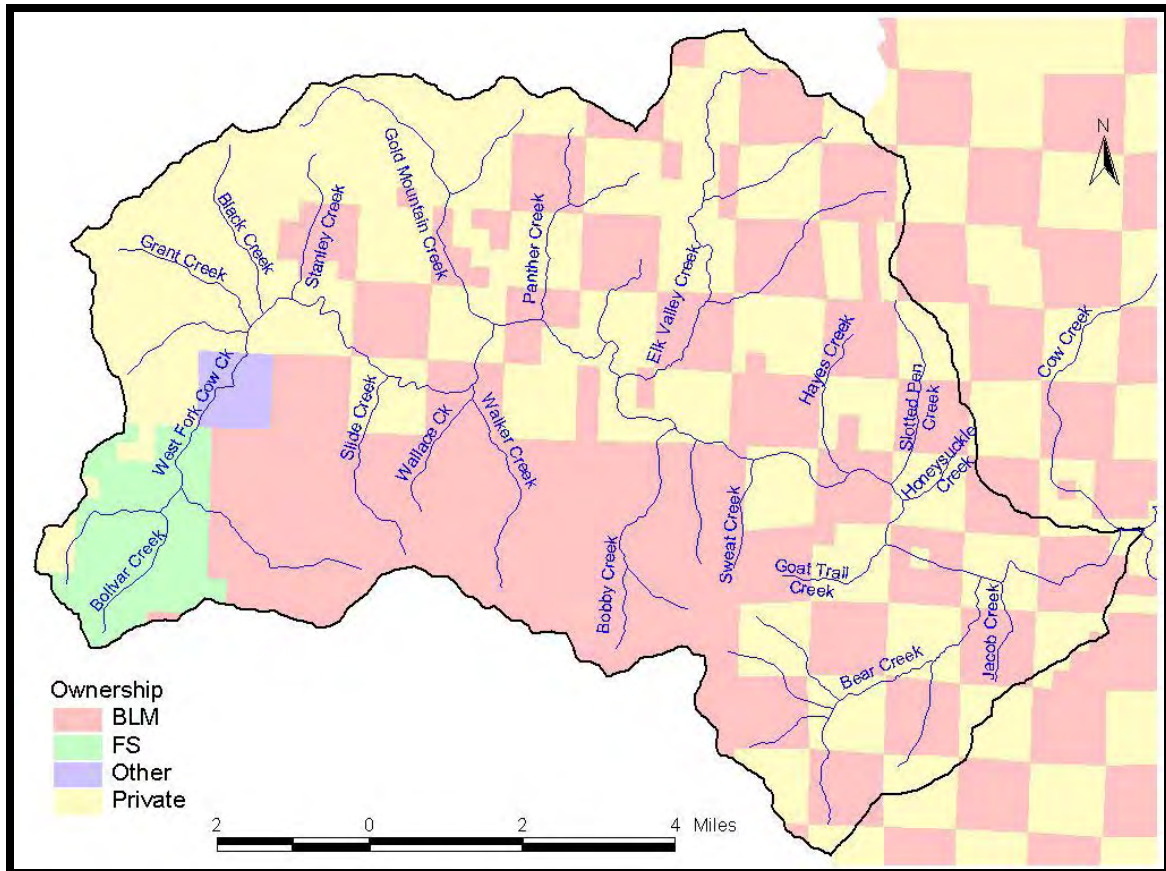 N
Gold Mountain Creek
Black Creek
Stanley Creek
Grant Creek
Panther Creek
Elk Valley Creek
Cow Creek
Hayes Creek
Slotted Pen
Creek
West Fork Cow Ck
Slide Creek
Wallace Ck
Walker Creek
Honeysuckle
Creek
Sweat Creek
Bolivar Creek
Bobby Creek
Goat Trail
Creek
Jacob Creek
Bear Creek
Ownership
BLM
FS
Other
Private
2 0 2 4 Miles